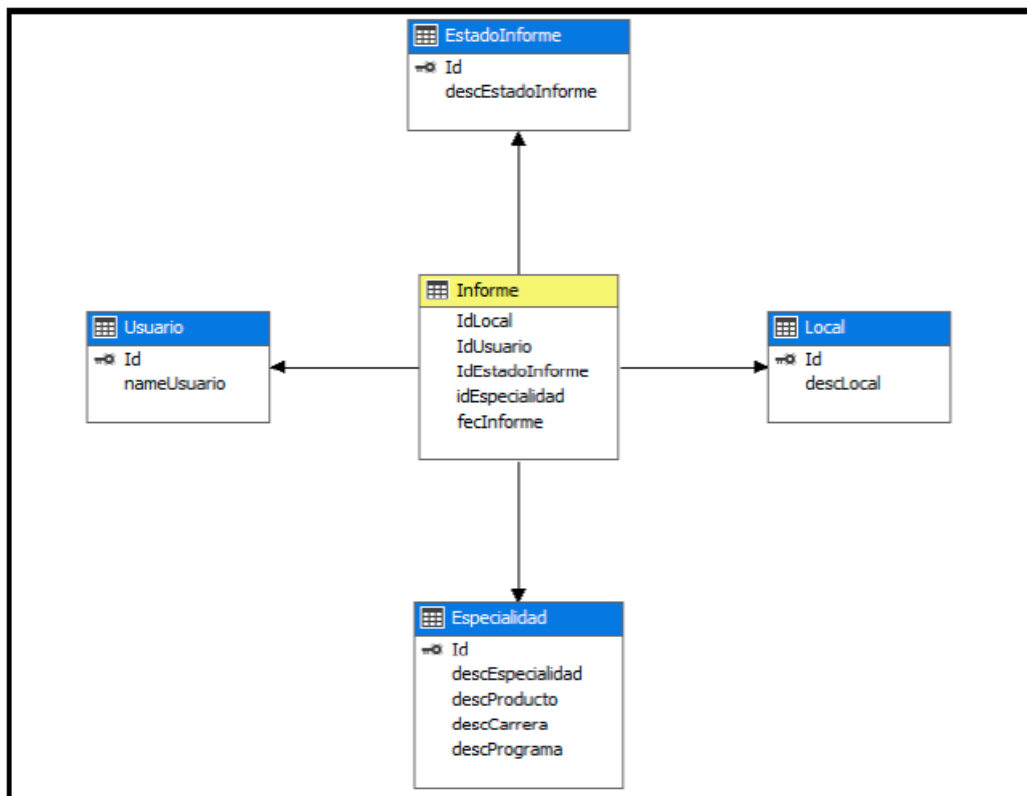 EstadoInforme
Id
descEstadoInforme
Informe
IdLocal
IdUsuario
IdEstadoInforme
idEspecialidad
fecInforme
Usuario
Id
nameUsuario
Local
Id
descLocal
Especialidad
Id
descEspecialidad
descProducto
descCarrera
descPrograma